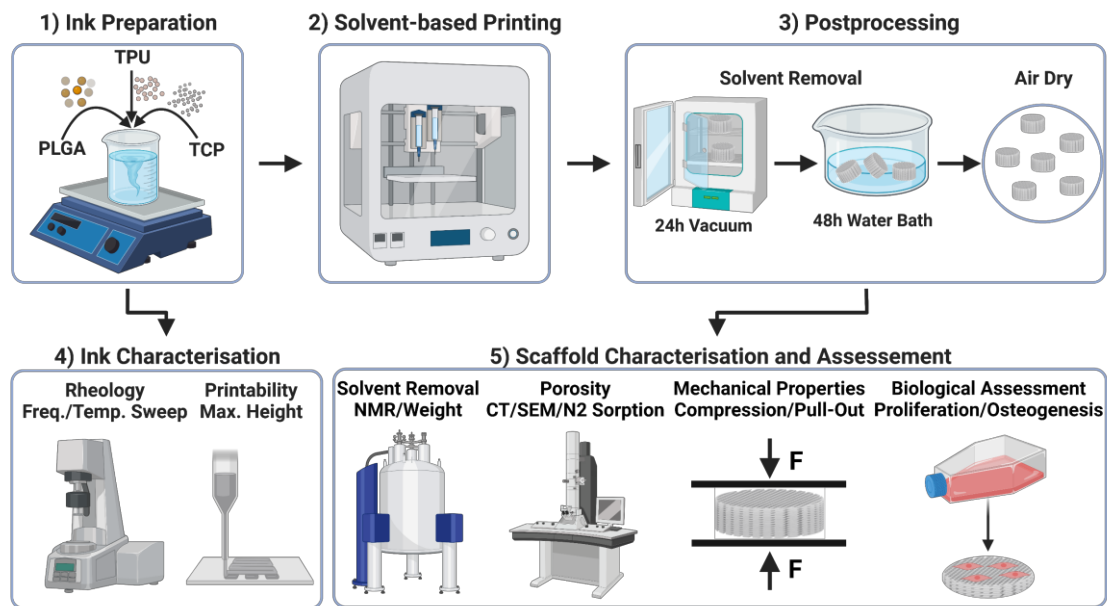 1) Ink Preparation
TPU
PLGA
TCP
2) Solvent-based Printing
3) Postprocessing
Solvent Removal
Air Dry
24h Vacuum
48h Water Bath
4) Ink Characterisation
Rheology
Freq./Temp. Sweep
Printability
Max. Height
5) Scaffold Characterisation and Assessement
Solvent Removal
NMR/Weight
Porosity
CT/SEM/N2 Sorption
Mechanical Properties
Compression/Pull-Out
F
F
Biological Assessment
Proliferation/Osteogenesis